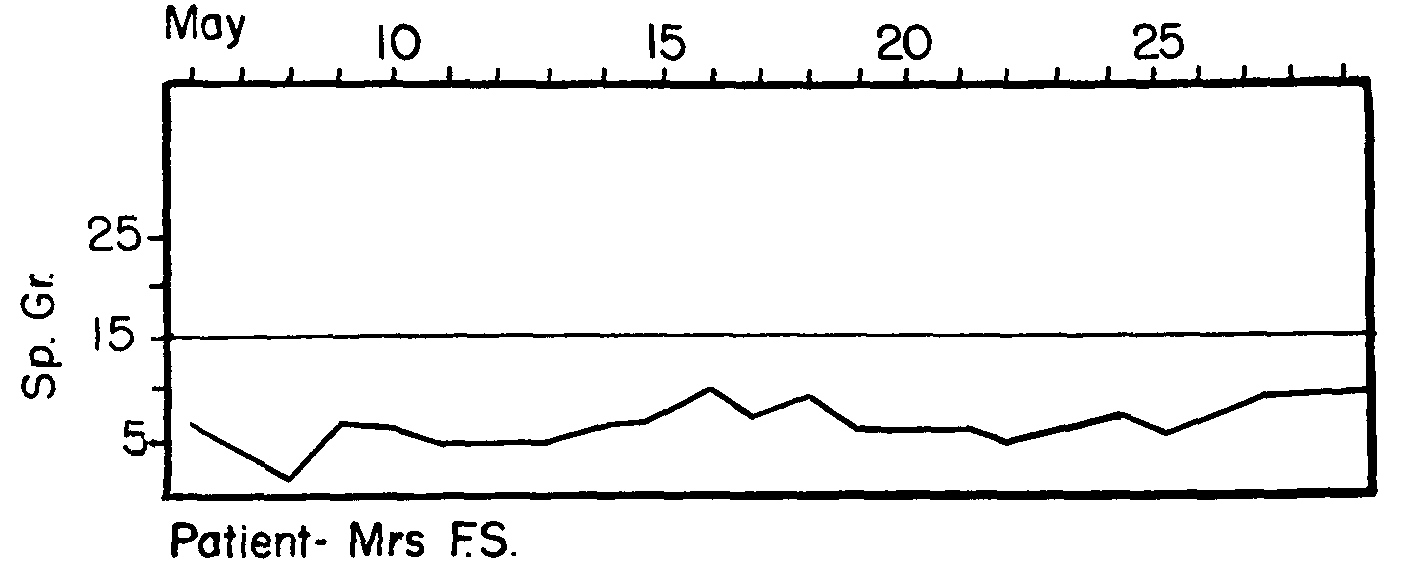 May
10 15 20 25
25
15
5
Sp. Gr.
Patient- Mrs F.S.